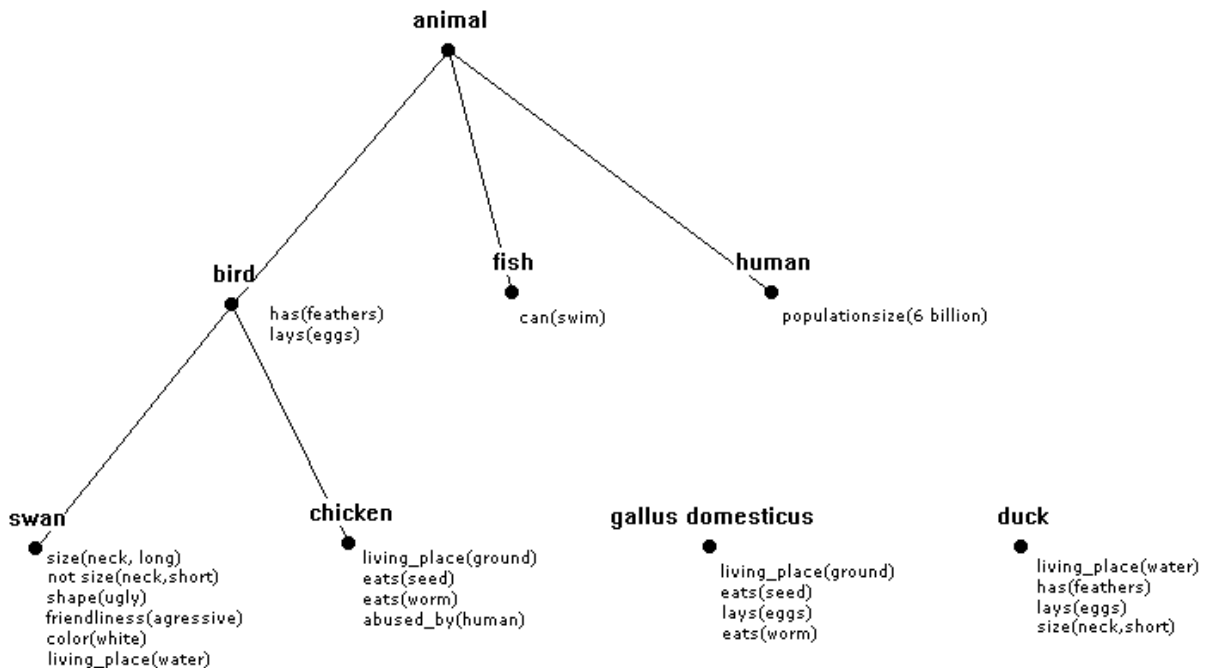 animal
bird
has(feathers)
lays(eggs)
fish
can(swim)
human
populationsize(6 billion)
swan
size(neck, long)
not size(neck,short)
shape(ugly)
friendliness(agressive)
color(white)
living_place(water)
chicken
living_place(ground)
eats(seed)
eats(worm)
abused_by(human)
gallus domesticus
living_place(ground)
eats(seed)
lays(eggs)
eats(worm)
duck
living_place(water)
has(feathers)
lays(eggs)
size(neck,short)